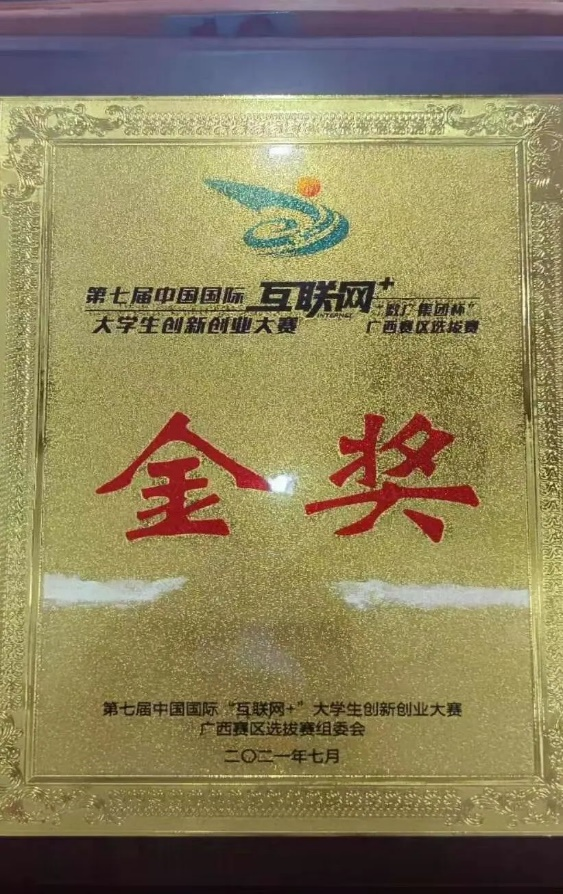 第七届中国国际 互联网+ "数广集团杯"
INTERNET
大学生创新创业大赛 广西赛区选拔赛
金奖
第七届中国国际“互联网+”大学生创新创业大赛
广西赛区选拔赛组委会
二〇二一年七月